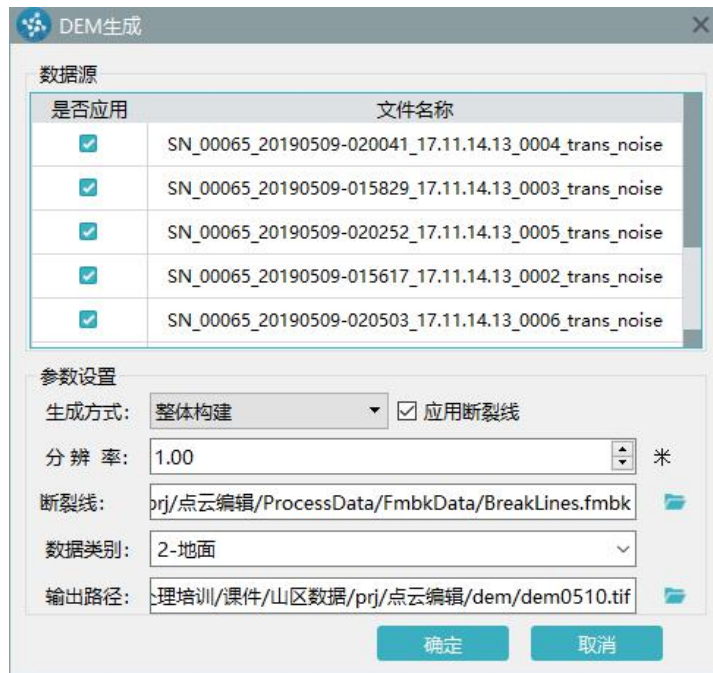 DEM生成
数据源
是否应用 文件名称
SN_00065_20190509-020041_17.11.14.13_0004_trans_noise
SN_00065_20190509-015829_17.11.14.13_0003_trans_noise
SN_00065_20190509-020252_17.11.14.13_0005_trans_noise
SN_00065_20190509-015617_17.11.14.13_0002_trans_noise
SN_00065_20190509-020503_17.11.14.13_0006_trans_noise
参数设置
生成方式: 整体构建 应用断裂线
分 辨 率: 1.00 米
断裂线: prj/点云编辑/ProcessData/FmbkData/BreakLines.fmbk
数据类别: 2-地面
输出路径: 理培训/课件/山区数据/prj/点云编辑/dem/dem0510.tif
确定 取消